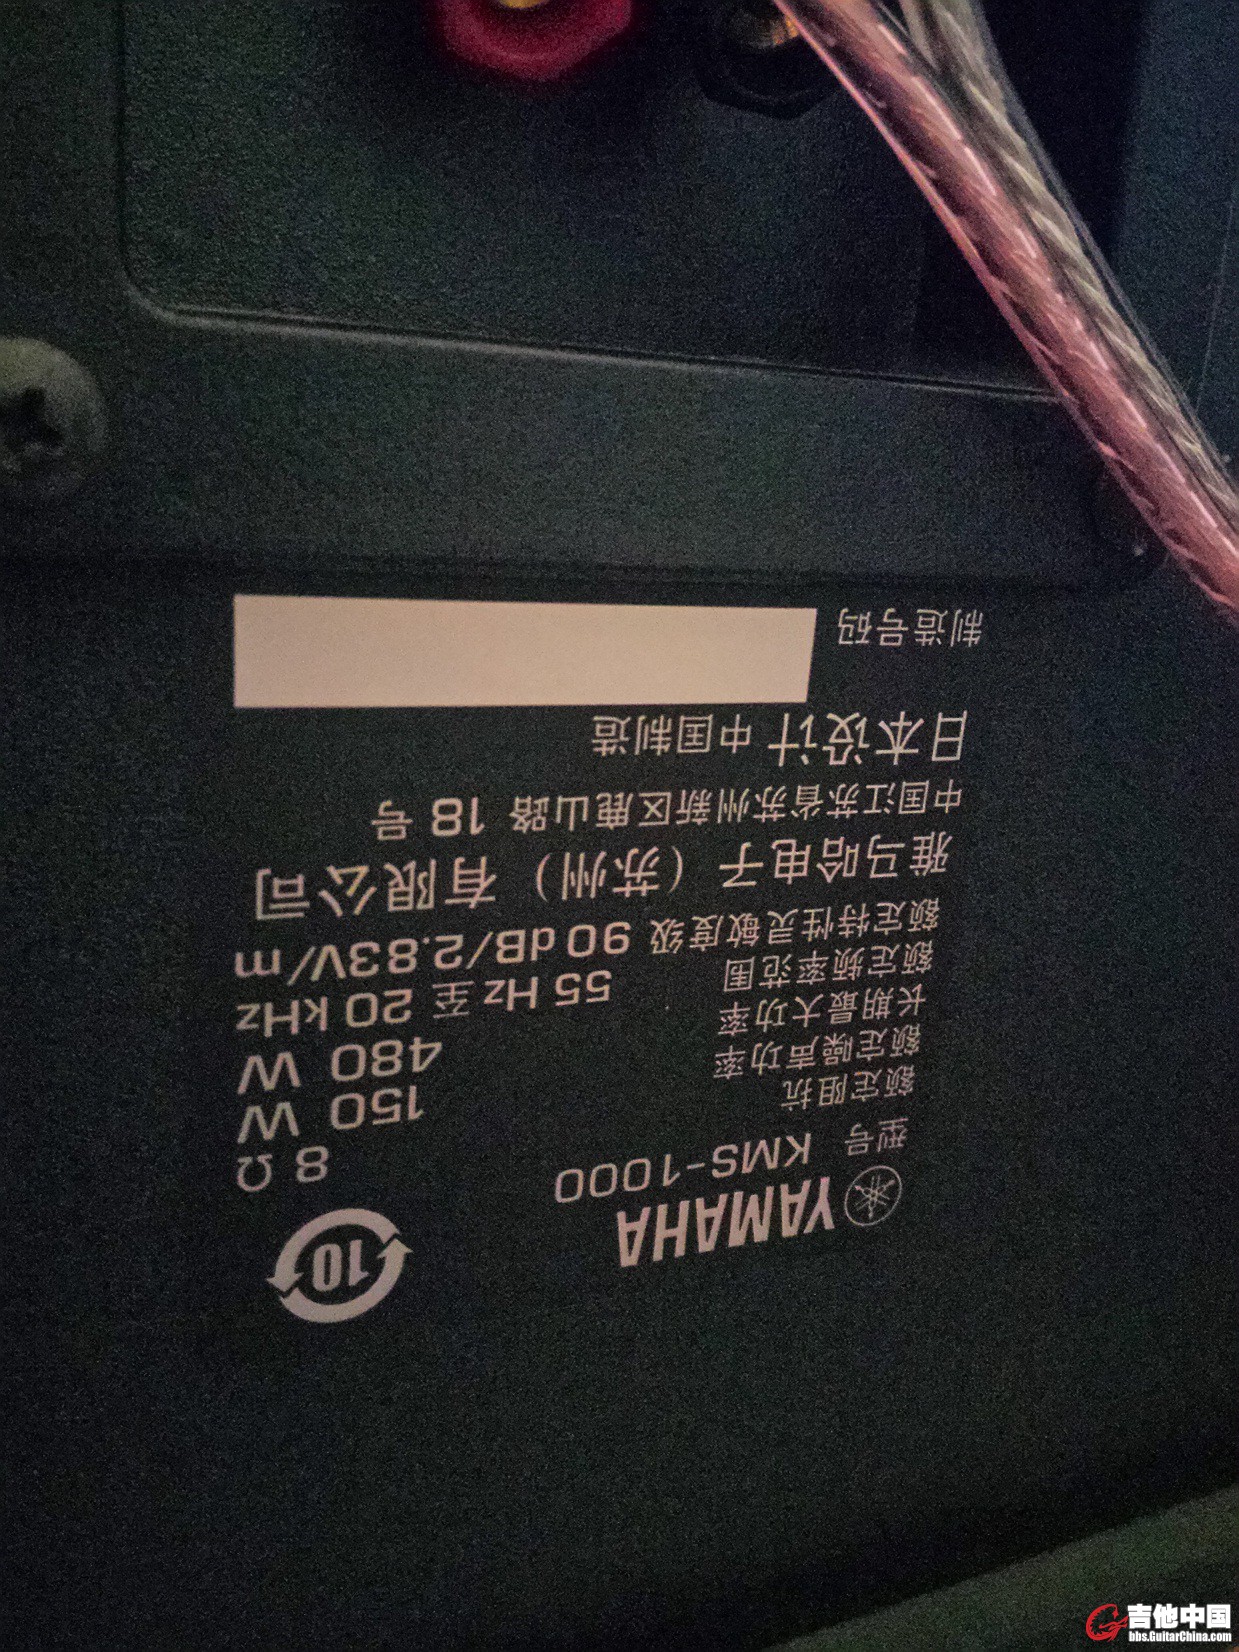 YAMAHA
10
型号 KMS-1000
额定阻抗 8 Ω
额定噪声功率 150 W
长期最大功率 480 W
额定频率范围 55 Hz 至 20 kHz
额定特性灵敏度级 90 dB/2.83V/m
雅马哈电子（苏州）有限公司
中国江苏省苏州新区鹿山路 18 号
日本设计 中国制造
制造号码
吉他中国
bbs.GuitarChina.com